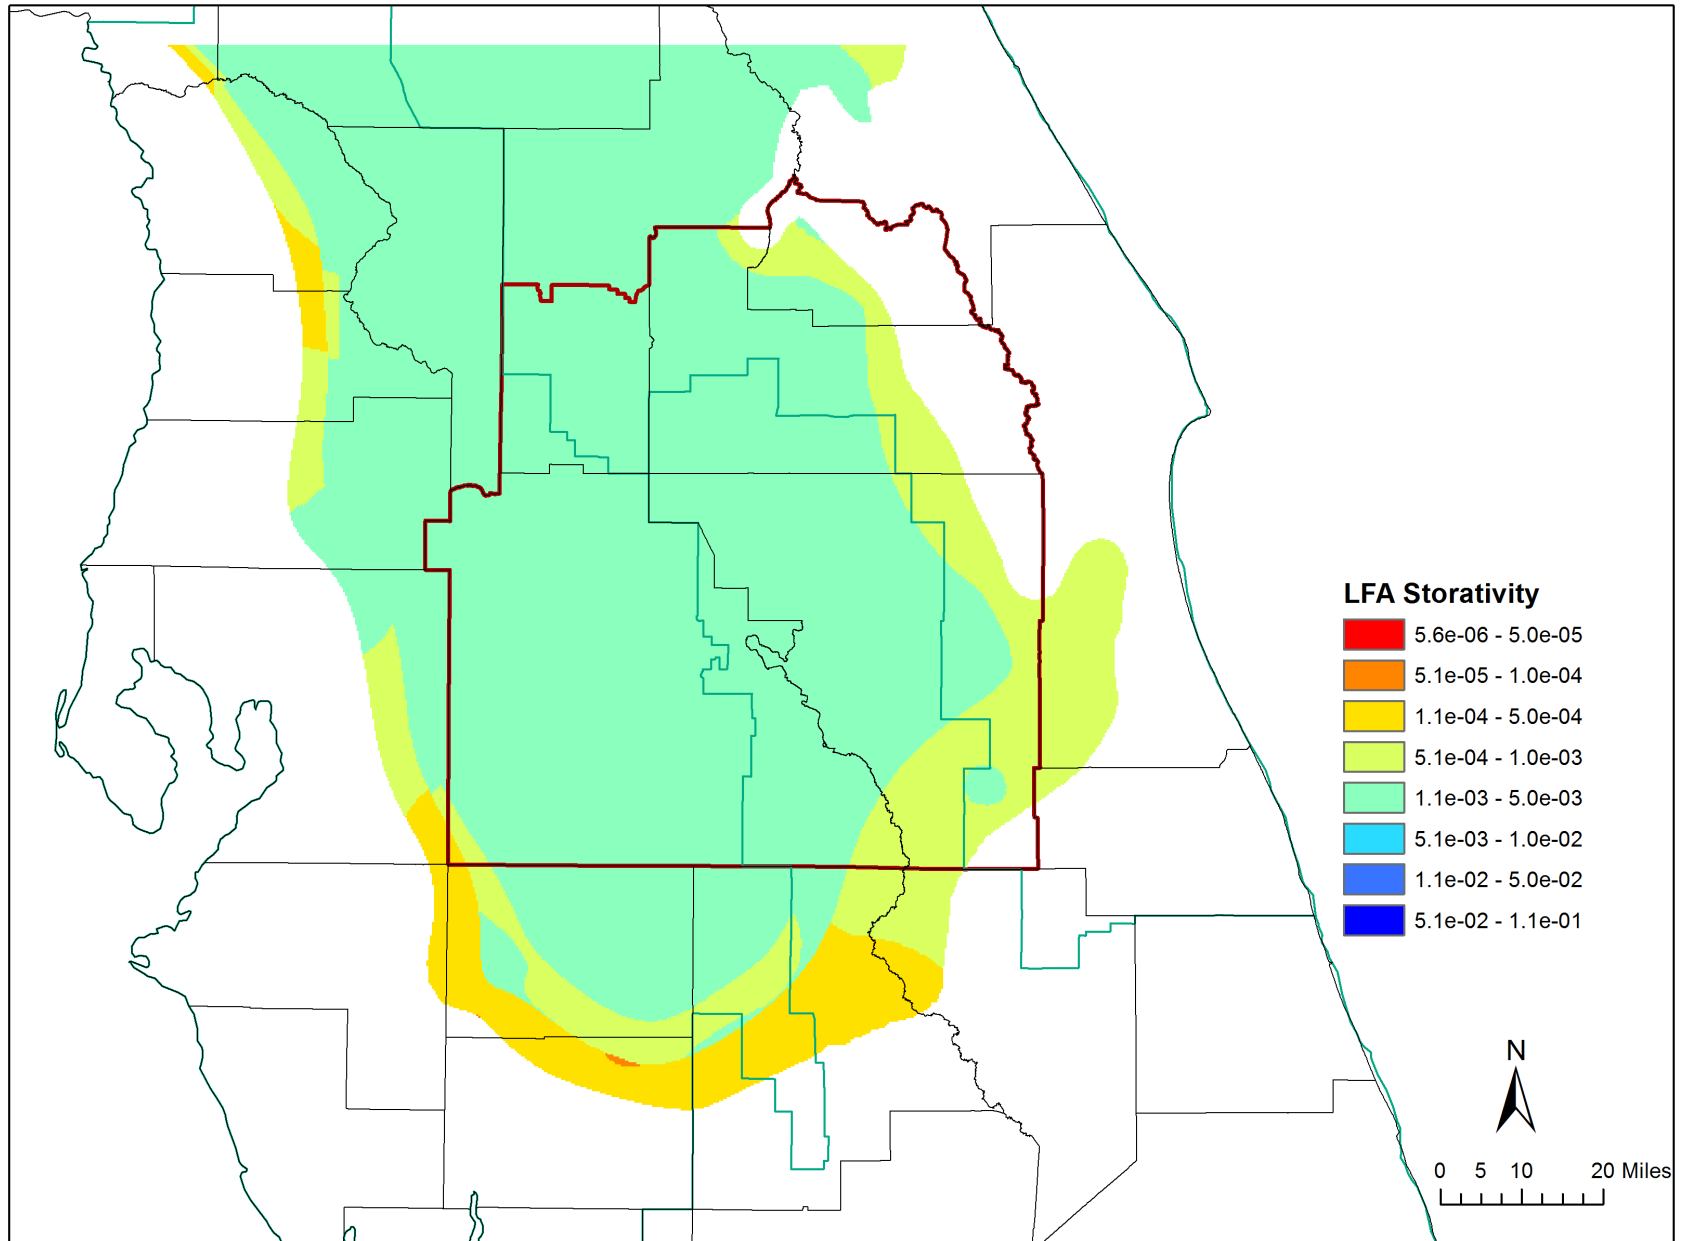 LFA Storativity
5.6e-06 - 5.0e-05
5.1e-05 - 1.0e-04
1.1e-04 - 5.0e-04
5.1e-04 - 1.0e-03
1.1e-03 - 5.0e-03
5.1e-03 - 1.0e-02
1.1e-02 - 5.0e-02
5.1e-02 - 1.1e-01
N
0 5 10 20 Miles